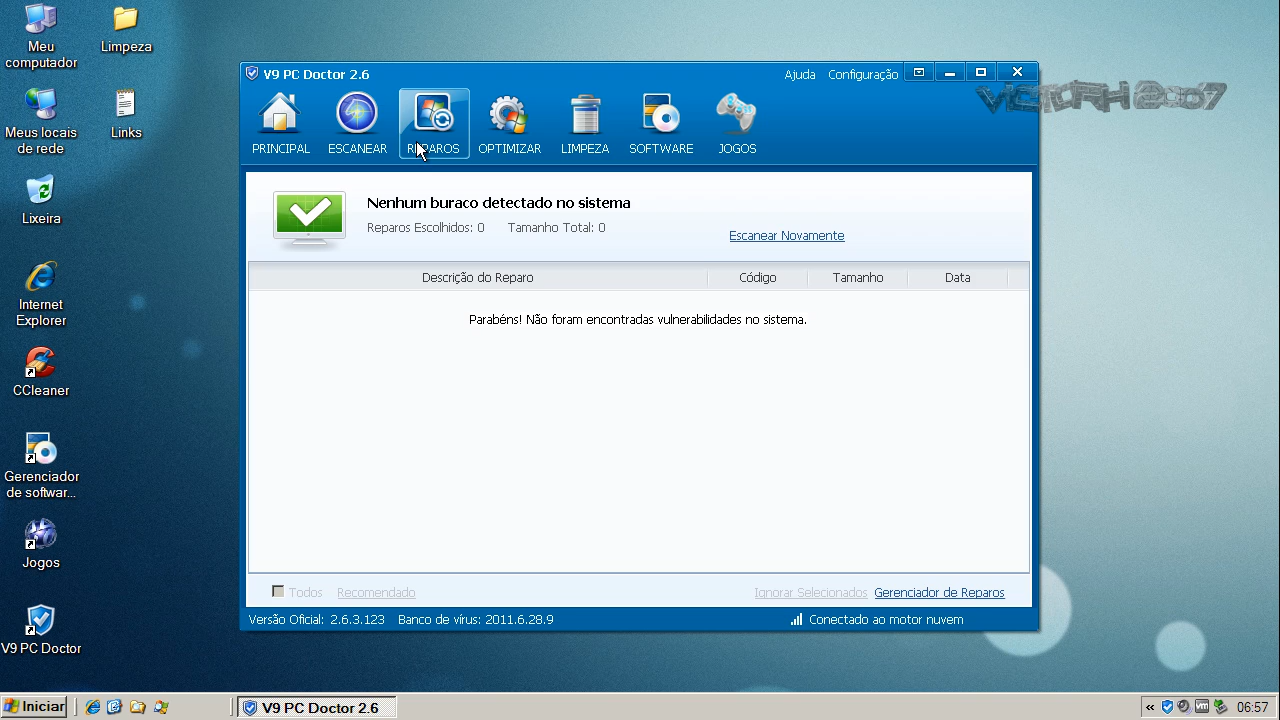 Meu
computador
Limpeza
Meus locais
de rede
Links
Lixeira
Internet
Explorer
CCleaner
Gerenciador
de softwar...
Jogos
V9 PC Doctor
V9 PC Doctor 2.6
Ajuda Configuração
PRINCIPAL ESCANEAR REPAROS OPTIMIZAR LIMPEZA SOFTWARE JOGOS
VICTORH 2007
Nenhum buraco detectado no sistema
Reparos Escolhidos: 0 Tamanho Total: 0
Escanear Novamente
Descrição do Reparo Código Tamanho Data
Parabéns! Não foram encontradas vulnerabilidades no sistema.
Todos Recomendado Ignorar Selecionados Gerenciador de Reparos
Versão Oficial: 2.6.3.123 Banco de vírus: 2011.6.28.9 Conectado ao motor nuvem
Iniciar V9 PC Doctor 2.6 « 06:57